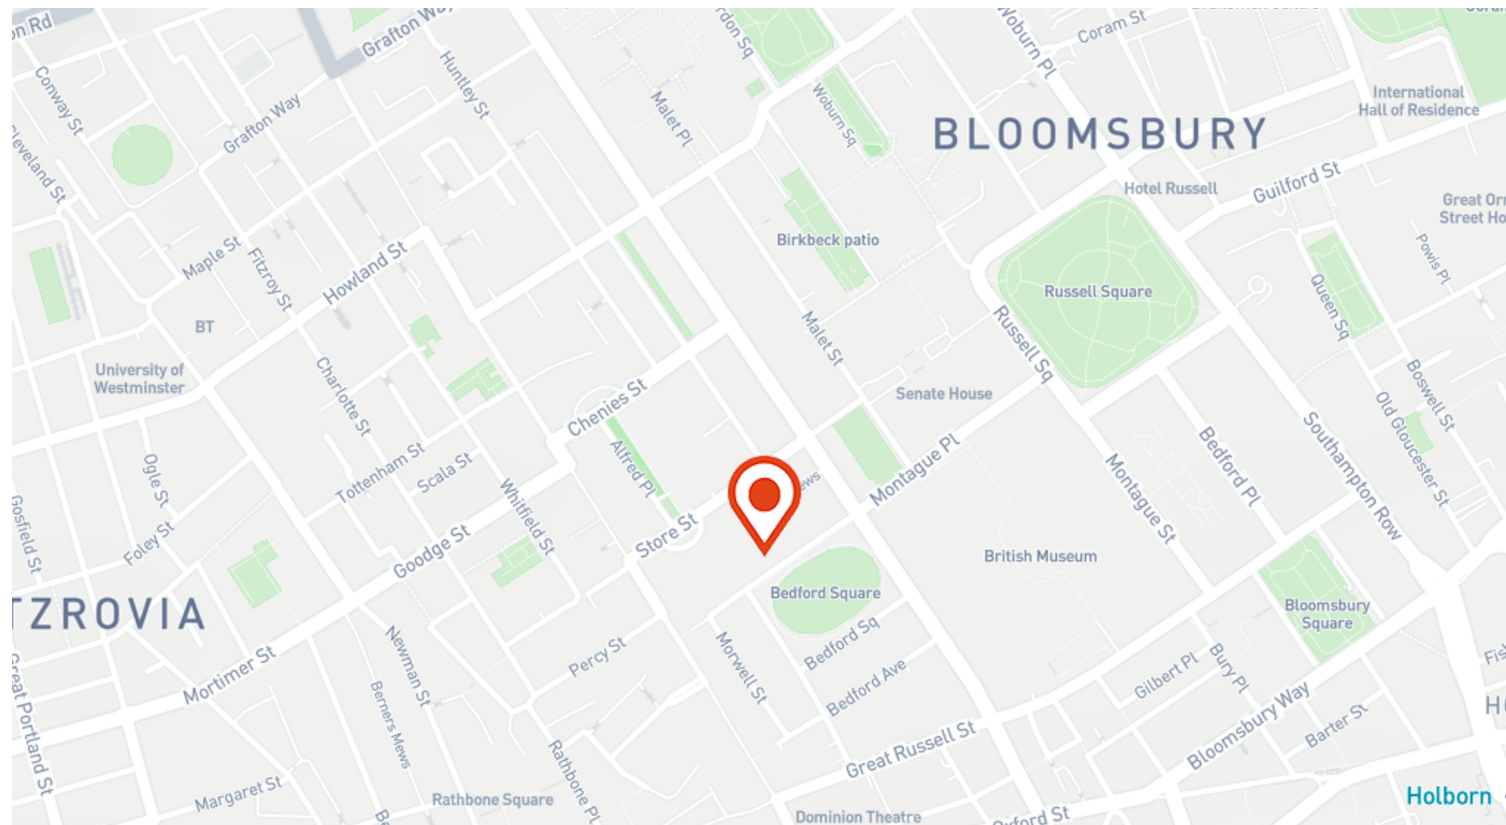 Grafton Way
Coram St
Woburn Pl
Huntley St
Conway St
Malet Pl
Woburn Sq
International
Hall of Residence
Grafton Way
BLOOMSBURY
Cleveland St
Hotel Russell
Guilford St
Birkbeck patio
Maple St
Fitzroy St
Howland St
Powis Pl
Russell Square
Queen Sq
BT
Malet St
Russell Sq
University of
Westminster
Charlotte St
Chenies St
Senate House
Boswell St
Old Gloucester St
Southampton Row
Tottenham St
Scala St
Alfred Pl
Montague Pl
Bedford Pl
Ogle St
Whitfield St
Montague St
Gosfield St
Foley St
Goodge St
Store St
British Museum
Bedford Square
Bloomsbury
Square
TZROVIA
Bedford Sq
Percy St
Newman St
Morwell St
Bedford Ave
Gilbert Pl
Bury Pl
Mortimer St
Great Portland St
Berners Mews
Bloomsbury Way
Barter St
Great Russell St
Rathbone Pl
Margaret St
Rathbone Square
Dominion Theatre
Oxford St
Holborn